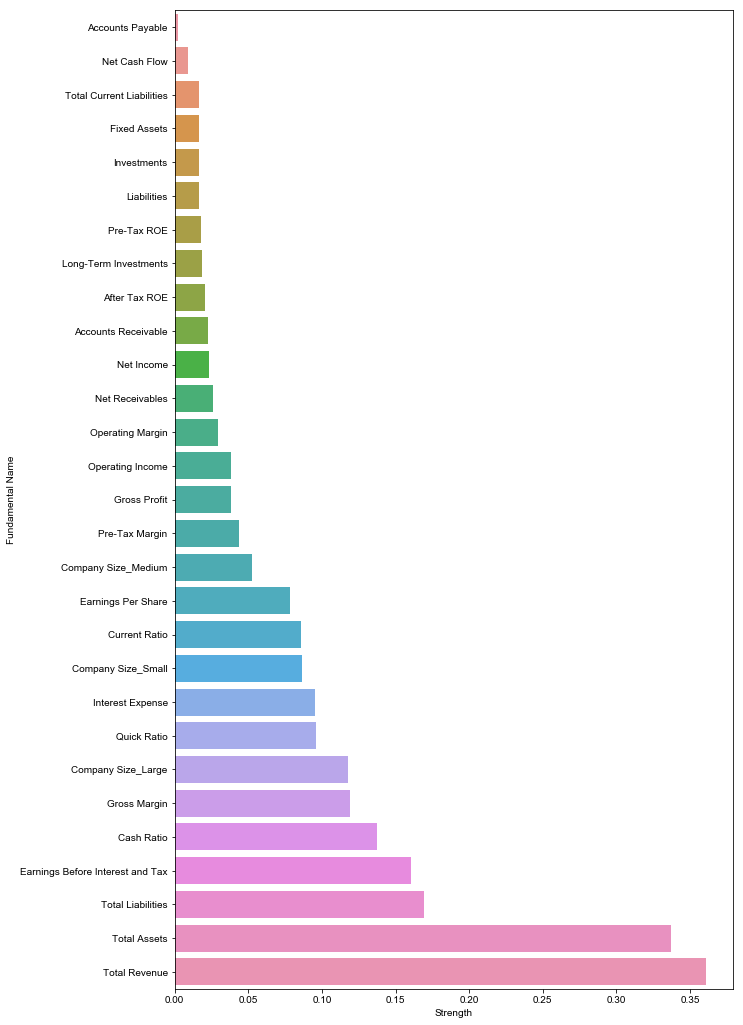 Accounts Payable
Net Cash Flow
Total Current Liabilities
Fixed Assets
Investments
Liabilities
Pre-Tax ROE
Long-Term Investments
After Tax ROE
Accounts Receivable
Net Income
Net Receivables
Operating Margin
Operating Income
Gross Profit
Pre-Tax Margin
Company Size_Medium
Earnings Per Share
Current Ratio
Company Size_Small
Interest Expense
Quick Ratio
Company Size_Large
Gross Margin
Cash Ratio
Earnings Before Interest and Tax
Total Liabilities
Total Assets
Total Revenue
Fundamental Name
0.00 0.05 0.10 0.15 0.20 0.25 0.30 0.35
Strength